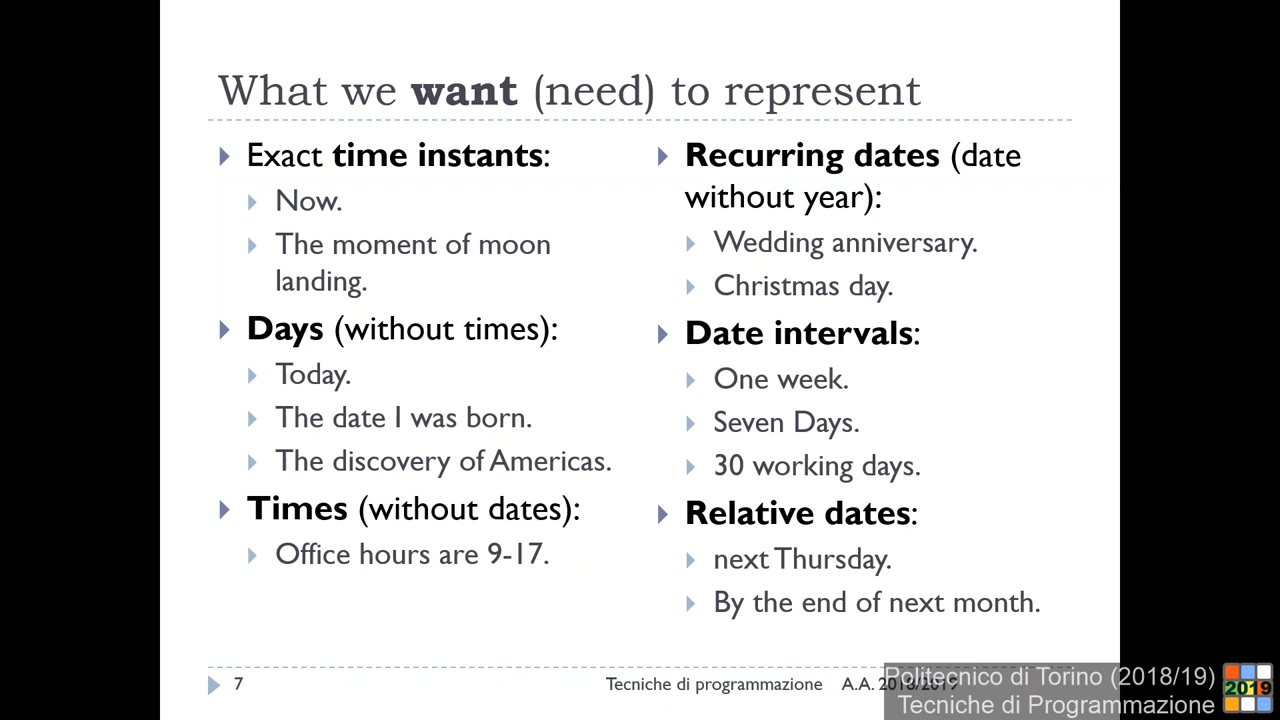 What we want (need) to represent
Exact time instants:
Now.
The moment of moon
landing.
Days (without times):
Today.
The date I was born.
The discovery of Americas.
Times (without dates):
Office hours are 9-17.
Recurring dates (date
without year):
Wedding anniversary.
Christmas day.
Date intervals:
One week.
Seven Days.
30 working days.
Relative dates:
next Thursday.
By the end of next month.
7
Tecniche di programmazione A.A. 2018/2019
Politecnico di Torino (2018/19)
Tecniche di Programmazione
2019